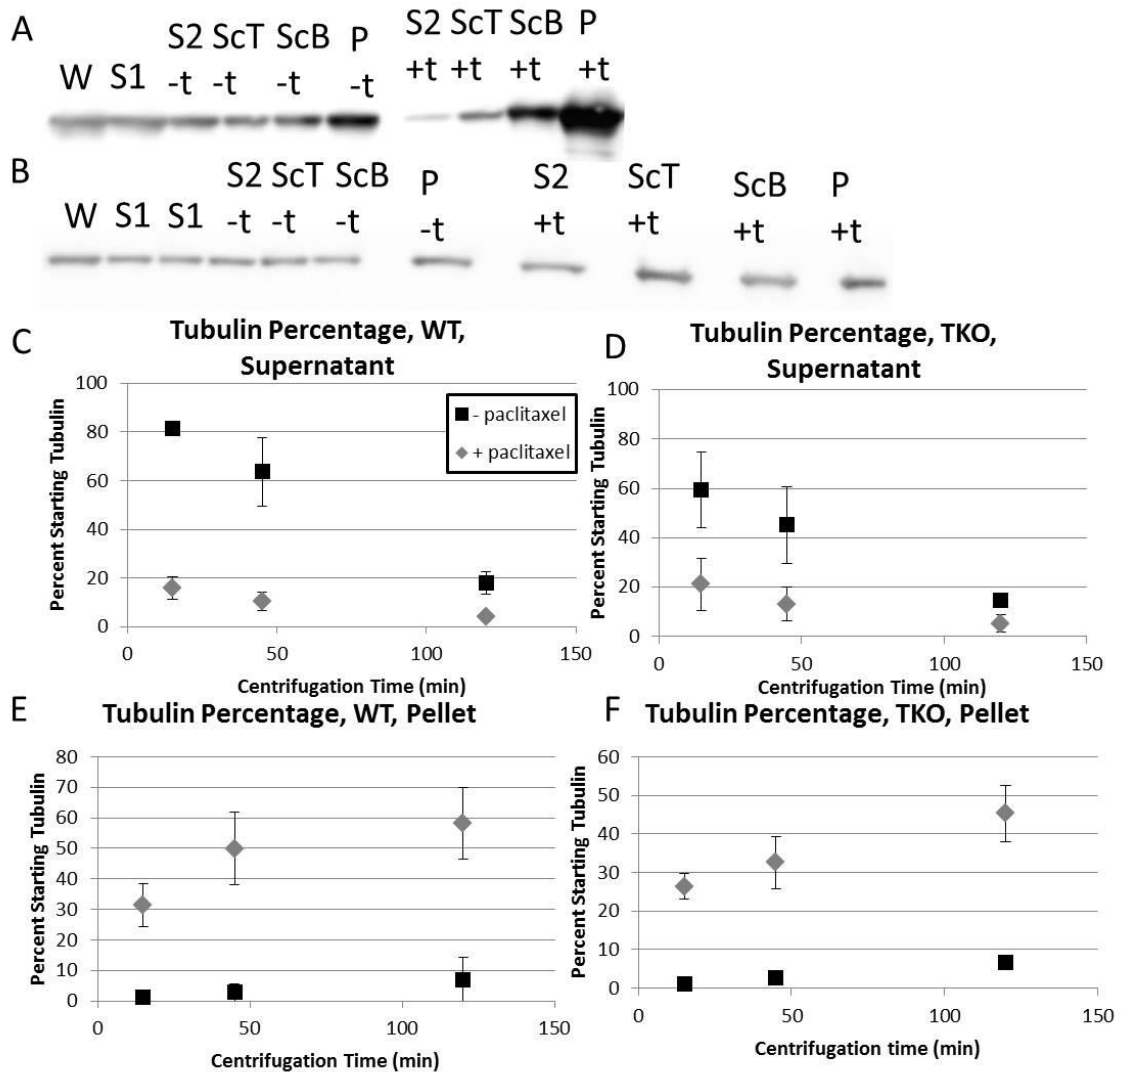 A
S2 ScT ScB P
W S1 -t -t -t -t
S2 ScT ScB P
+t +t +t +t
B
S2 ScT ScB P
W S1 S1 -t -t -t -t
S2 ScT ScB P
+t +t +t +t
C
Tubulin Percentage, WT,
Supernatant
Percent Starting Tubulin
100
80
60
40
20
0
- paclitaxel
+ paclitaxel
0 50 100 150
Centrifugation Time (min)
D
Tubulin Percentage, TKO,
Supernatant
Percent Starting Tubulin
100
80
60
40
20
0
0 50 100 150
Centrifugation Time (min)
E
Tubulin Percentage, WT, Pellet
Percent Starting Tubulin
80
70
60
50
40
30
20
10
0
0 50 100 150
Centrifugation Time (min)
F
Tubulin Percentage, TKO, Pellet
Percent Starting Tubulin
60
50
40
30
20
10
0
0 50 100 150
Centrifugation time (min)